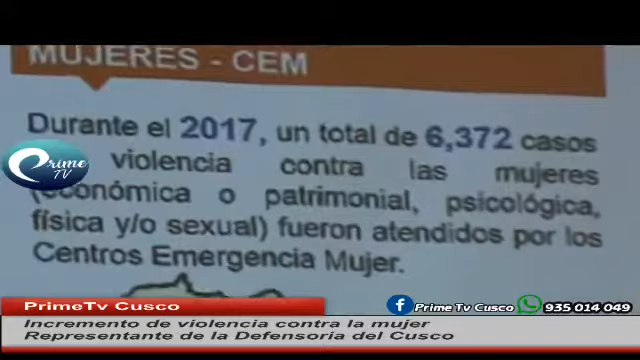 MUJERES - CEM
Durante el 2017, un total de 6,372 casos
violencia contra las mujeres
(económica o patrimonial, psicológica,
física y/o sexual) fueron atendidos por los
Centros Emergencia Mujer.
Prime
TV
PrimeTv Cusco
Prime Tv Cusco 935 014 049
Incremento de violencia contra la mujer
Representante de la Defensoria del Cusco